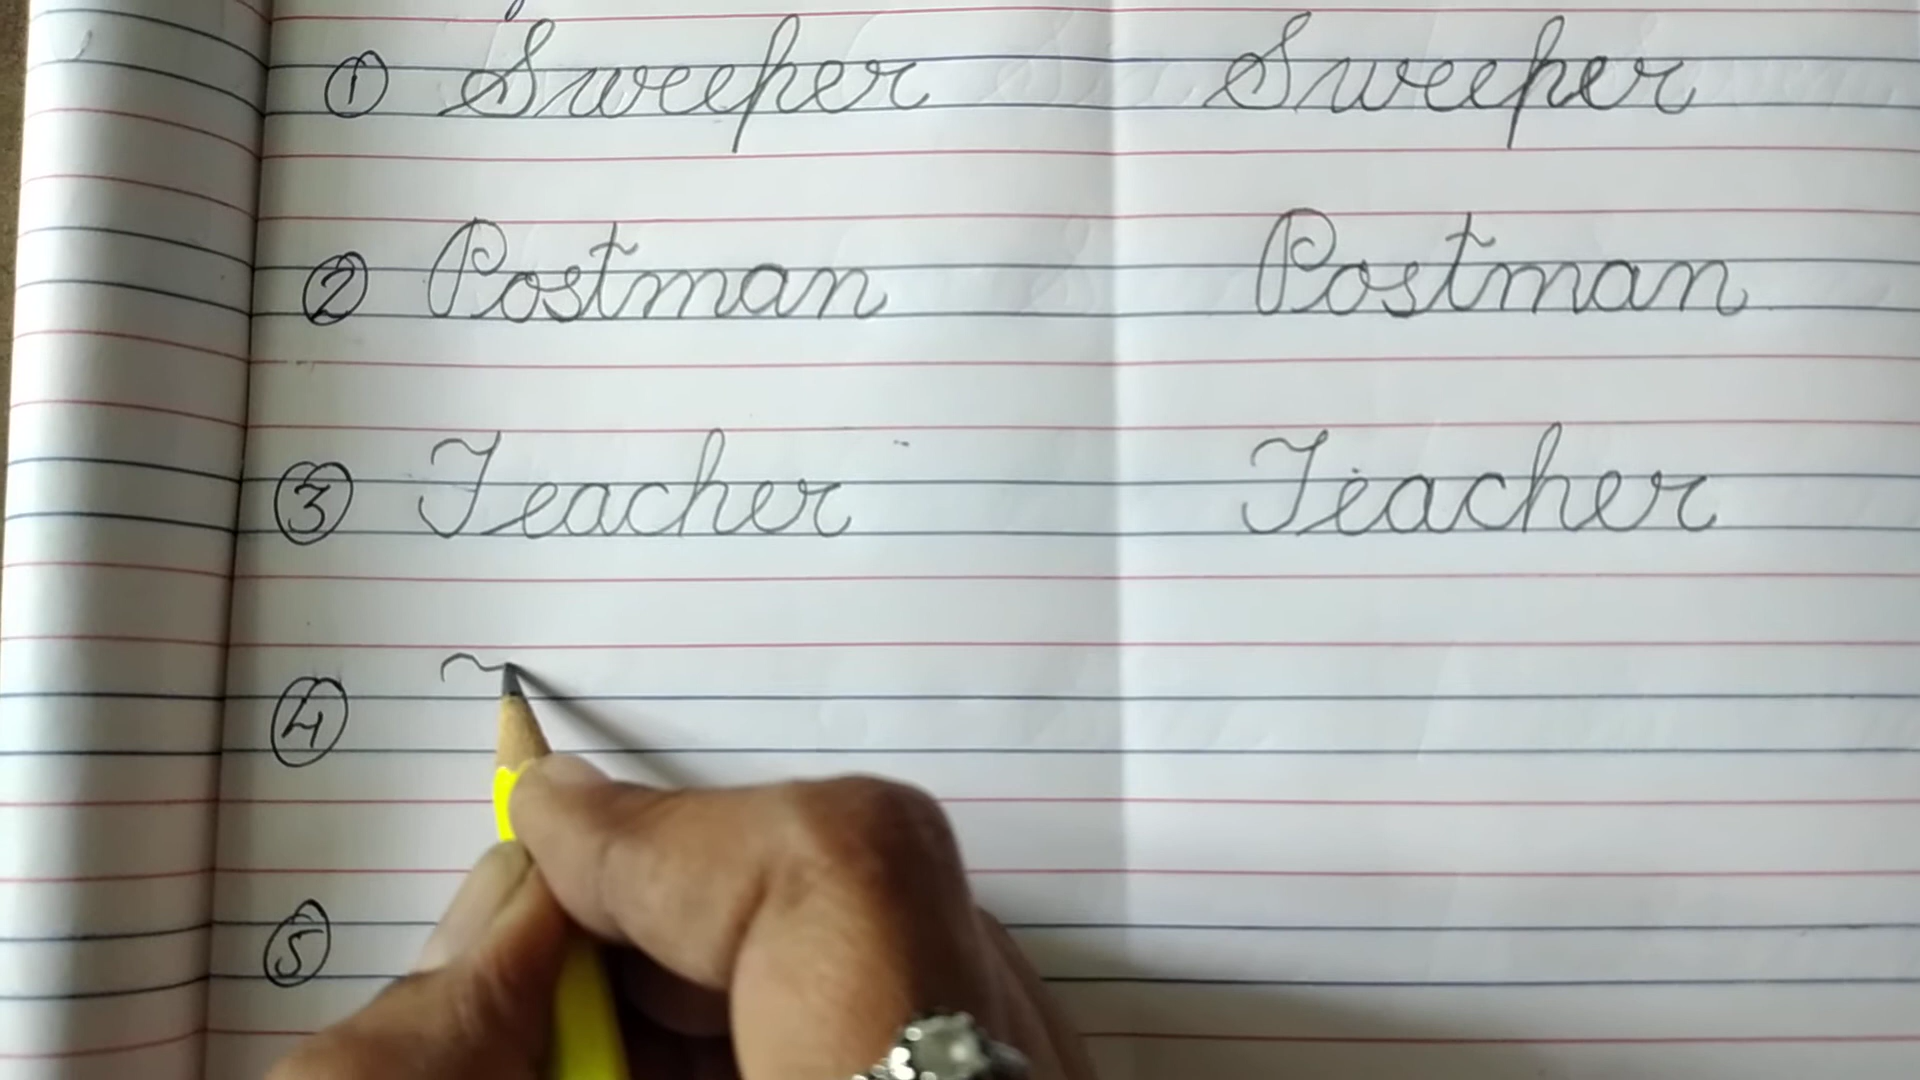 ① Sweeper Sweeper
② Postman Postman
③ Teacher Teacher
④
⑤